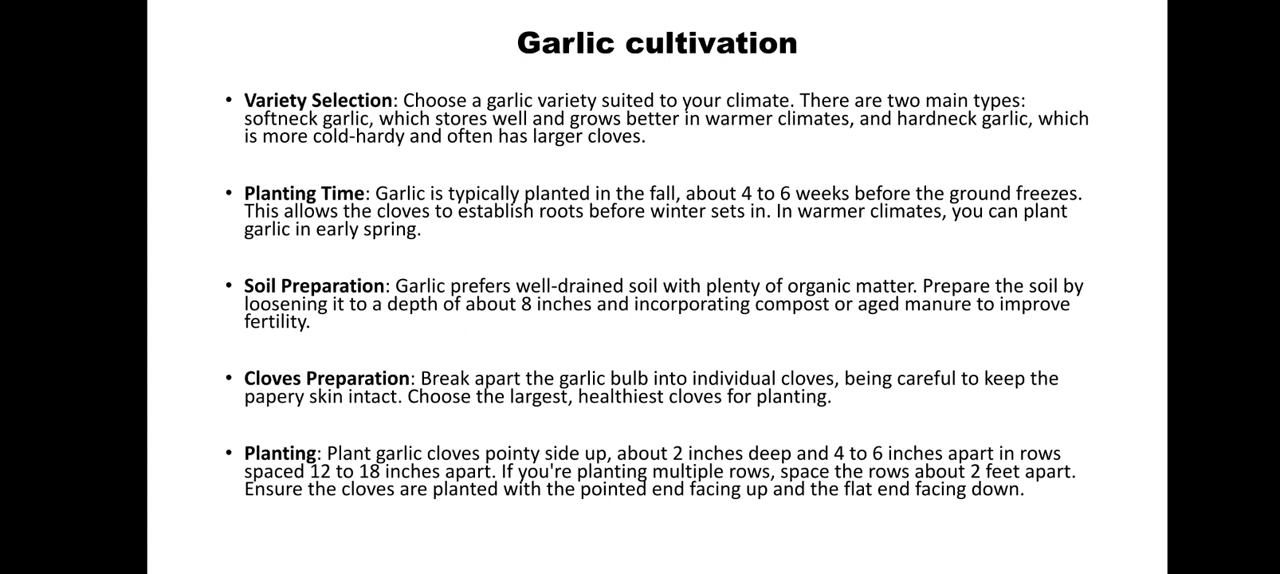 Garlic cultivation
• Variety Selection: Choose a garlic variety suited to your climate. There are two main types:
softneck garlic, which stores well and grows better in warmer climates, and hardneck garlic, which
is more cold-hardy and often has larger cloves.
• Planting Time: Garlic is typically planted in the fall, about 4 to 6 weeks before the ground freezes.
This allows the cloves to establish roots before winter sets in. In warmer climates, you can plant
garlic in early spring.
• Soil Preparation: Garlic prefers well-drained soil with plenty of organic matter. Prepare the soil by
loosening it to a depth of about 8 inches and incorporating compost or aged manure to improve
fertility.
• Cloves Preparation: Break apart the garlic bulb into individual cloves, being careful to keep the
papery skin intact. Choose the largest, healthiest cloves for planting.
• Planting: Plant garlic cloves pointy side up, about 2 inches deep and 4 to 6 inches apart in rows
spaced 12 to 18 inches apart. If you're planting multiple rows, space the rows about 2 feet apart.
Ensure the cloves are planted with the pointed end facing up and the flat end facing down.